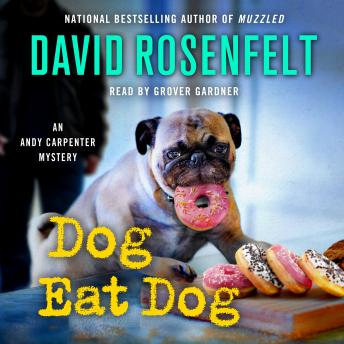 NATIONAL BESTSELLING AUTHOR OF MUZZLED
DAVID ROSENFELT
READ BY GROVER GARDNER
AN
ANDY CARPENTER
MYSTERY
Dog
Eat Dog